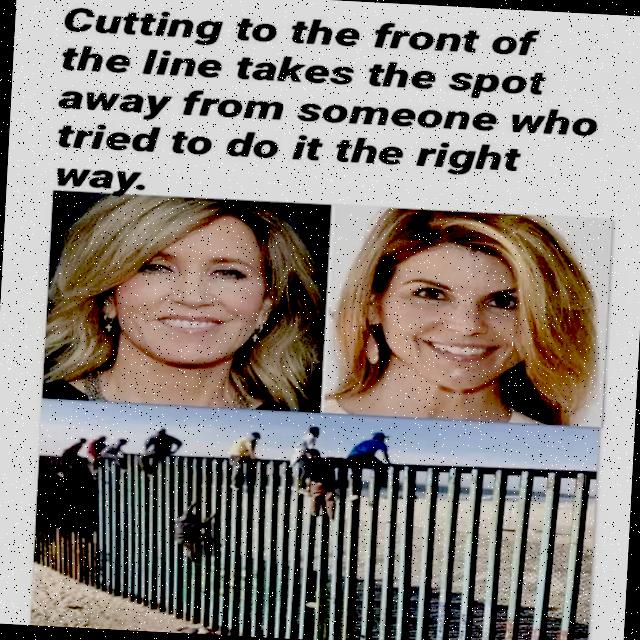 Cutting to the front of
the line takes the spot
away from someone who
tried to do it the right
way.